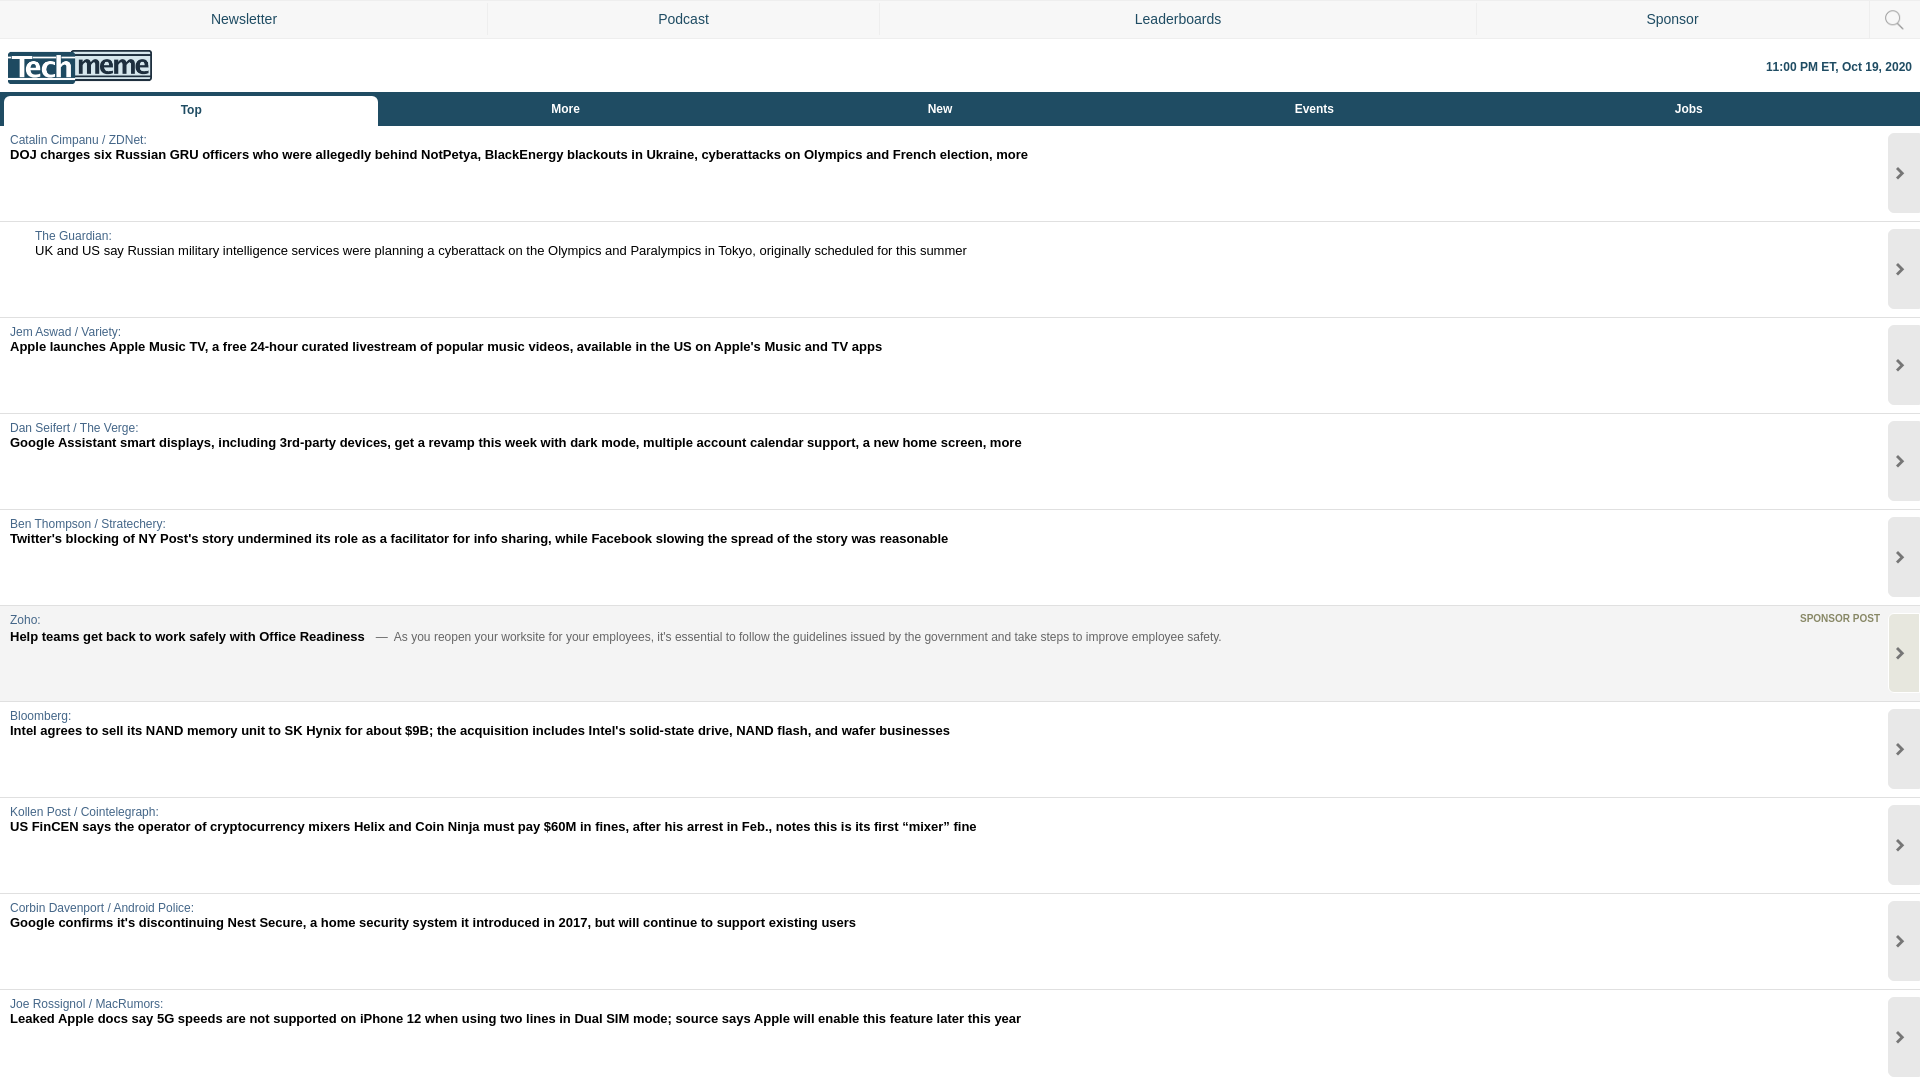 Newsletter
Podcast
Leaderboards
Sponsor
Techmeme
11:00 PM ET, Oct 19, 2020
Top
More
New
Events
Jobs
Catalin Cimpanu / ZDNet:
DOJ charges six Russian GRU officers who were allegedly behind NotPetya, BlackEnergy blackouts in Ukraine, cyberattacks on Olympics and French election, more
The Guardian:
UK and US say Russian military intelligence services were planning a cyberattack on the Olympics and Paralympics in Tokyo, originally scheduled for this summer
Jem Aswad / Variety:
Apple launches Apple Music TV, a free 24-hour curated livestream of popular music videos, available in the US on Apple's Music and TV apps
Dan Seifert / The Verge:
Google Assistant smart displays, including 3rd-party devices, get a revamp this week with dark mode, multiple account calendar support, a new home screen, more
Ben Thompson / Stratechery:
Twitter's blocking of NY Post's story undermined its role as a facilitator for info sharing, while Facebook slowing the spread of the story was reasonable
Zoho:
SPONSOR POST
Help teams get back to work safely with Office Readiness — As you reopen your worksite for your employees, it's essential to follow the guidelines issued by the government and take steps to improve employee safety.
Bloomberg:
Intel agrees to sell its NAND memory unit to SK Hynix for about $9B; the acquisition includes Intel's solid-state drive, NAND flash, and wafer businesses
Kollen Post / Cointelegraph:
US FinCEN says the operator of cryptocurrency mixers Helix and Coin Ninja must pay $60M in fines, after his arrest in Feb., notes this is its first “mixer” fine
Corbin Davenport / Android Police:
Google confirms it's discontinuing Nest Secure, a home security system it introduced in 2017, but will continue to support existing users
Joe Rossignol / MacRumors:
Leaked Apple docs say 5G speeds are not supported on iPhone 12 when using two lines in Dual SIM mode; source says Apple will enable this feature later this year